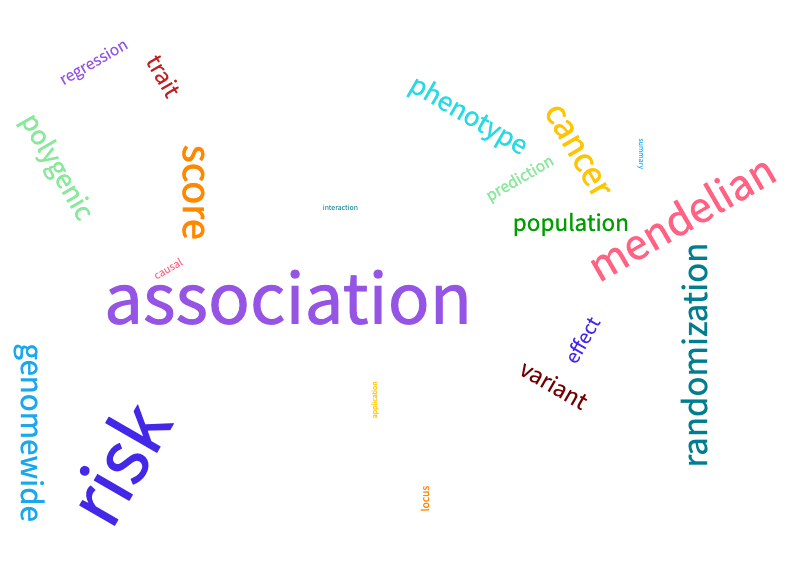 regression
trait
phenotype
cancer
polygenic
score
prediction
summary
mendelian
interaction
population
causal
association
randomization
effect
genomewide
variant
application
risk
locus